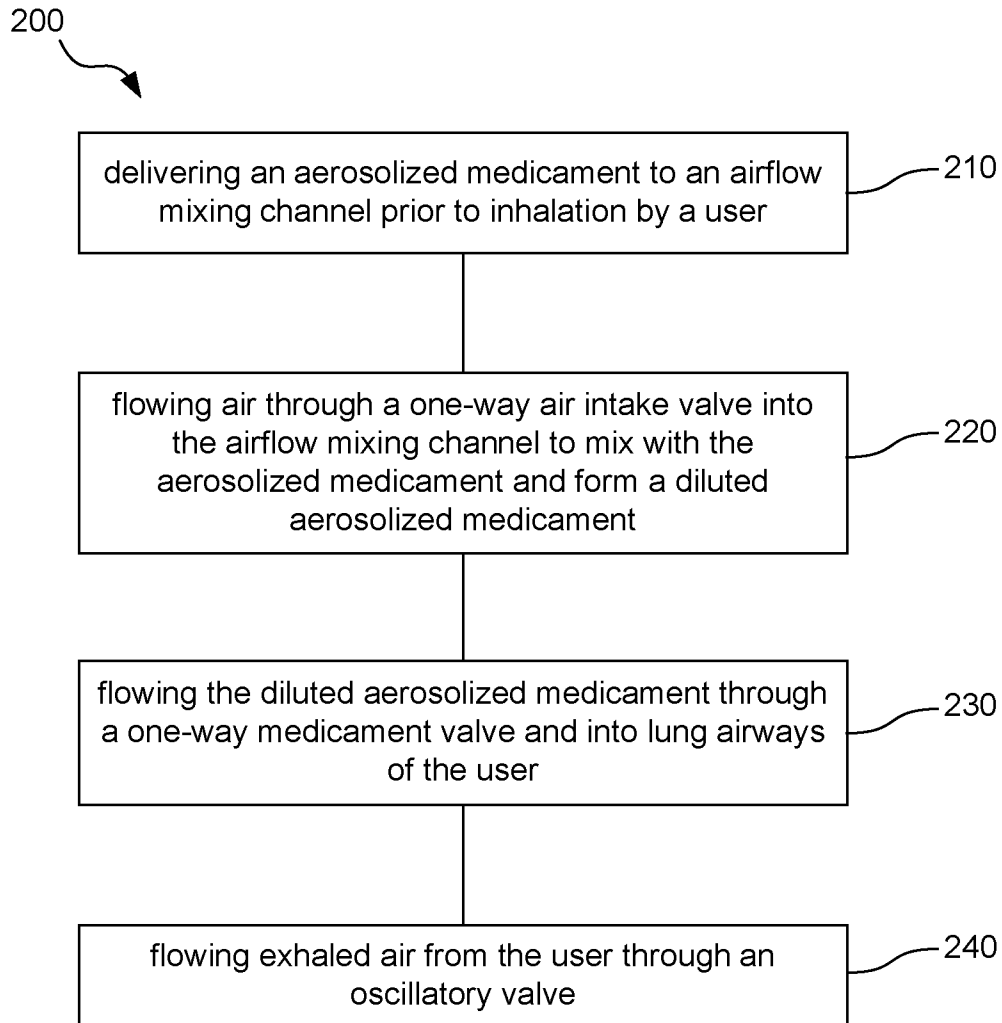 200
delivering an aerosolized medicament to an airflow
mixing channel prior to inhalation by a user
210
flowing air through a one-way air intake valve into
the airflow mixing channel to mix with the
aerosolized medicament and form a diluted
aerosolized medicament
220
flowing the diluted aerosolized medicament through
a one-way medicament valve and into lung airways
of the user
230
flowing exhaled air from the user through an
oscillatory valve
240